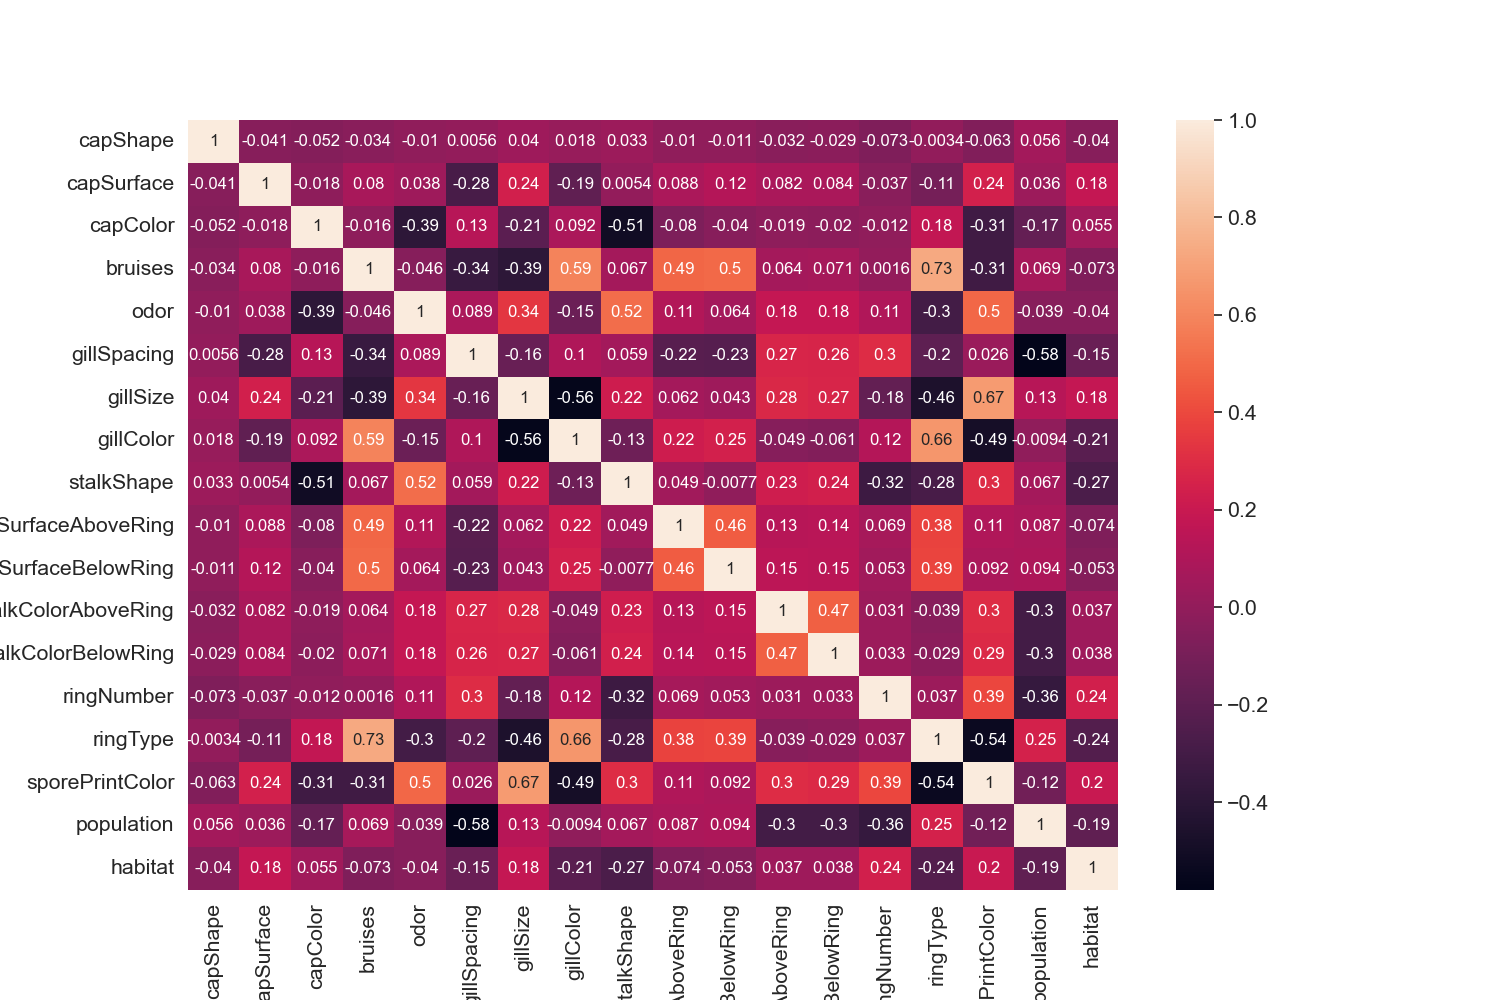 capShape 1 -0.041 -0.052 -0.034 -0.01 0.0056 0.04 0.018 0.033 -0.01 -0.011 -0.032 -0.029 -0.073 -0.0034 -0.063 0.056 -0.04 1.0
capSurface -0.041 1 -0.018 0.08 0.038 -0.28 0.24 -0.19 0.0054 0.088 0.12 0.082 0.084 -0.037 -0.11 0.24 0.036 0.18
capColor -0.052 -0.018 1 -0.016 -0.39 0.13 -0.21 0.092 -0.51 -0.08 -0.04 -0.019 -0.02 -0.012 0.18 -0.31 -0.17 0.055 0.8
bruises -0.034 0.08 -0.016 1 -0.046 -0.34 -0.39 0.59 0.067 0.49 0.5 0.064 0.071 0.0016 0.73 -0.31 0.069 -0.073
odor -0.01 0.038 -0.39 -0.046 1 0.089 0.34 -0.15 0.52 0.11 0.064 0.18 0.18 0.11 -0.3 0.5 -0.039 -0.04 0.6
gillSpacing 0.0056 -0.28 0.13 -0.34 0.089 1 -0.16 0.1 0.059 -0.22 -0.23 0.27 0.26 0.3 -0.2 0.026 -0.58 -0.15
gillSize 0.04 0.24 -0.21 -0.39 0.34 -0.16 1 -0.56 0.22 0.062 0.043 0.28 0.27 -0.18 -0.46 0.67 0.13 0.18 0.4
gillColor 0.018 -0.19 0.092 0.59 -0.15 0.1 -0.56 1 -0.13 0.22 0.25 -0.049 -0.061 0.12 0.66 -0.49 -0.0094 -0.21
stalkShape 0.033 0.0054 -0.51 0.067 0.52 0.059 0.22 -0.13 1 0.049 -0.0077 0.23 0.24 -0.32 -0.28 0.3 0.067 -0.27
SurfaceAboveRing -0.01 0.088 -0.08 0.49 0.11 -0.22 0.062 0.22 0.049 1 0.46 0.13 0.14 0.069 0.38 0.11 0.087 -0.074 0.2
SurfaceBelowRing -0.011 0.12 -0.04 0.5 0.064 -0.23 0.043 0.25 -0.0077 0.46 1 0.15 0.15 0.053 0.39 0.092 0.094 -0.053
alkColorAboveRing -0.032 0.082 -0.019 0.064 0.18 0.27 0.28 -0.049 0.23 0.13 0.15 1 0.47 0.031 -0.039 0.3 -0.3 0.037 0.0
alkColorBelowRing -0.029 0.084 -0.02 0.071 0.18 0.26 0.27 -0.061 0.24 0.14 0.15 0.47 1 0.033 -0.029 0.29 -0.3 0.038
ringNumber -0.073 -0.037 -0.012 0.0016 0.11 0.3 -0.18 0.12 -0.32 0.069 0.053 0.031 0.033 1 0.037 0.39 -0.36 0.24 −0.2
ringType -0.0034 -0.11 0.18 0.73 -0.3 -0.2 -0.46 0.66 -0.28 0.38 0.39 -0.039 -0.029 0.037 1 -0.54 0.25 -0.24
sporePrintColor -0.063 0.24 -0.31 -0.31 0.5 0.026 0.67 -0.49 0.3 0.11 0.092 0.3 0.29 0.39 -0.54 1 -0.12 0.2 −0.4
population 0.056 0.036 -0.17 0.069 -0.039 -0.58 0.13 -0.0094 0.067 0.087 0.094 -0.3 -0.3 -0.36 0.25 -0.12 1 -0.19
habitat -0.04 0.18 0.055 -0.073 -0.04 -0.15 0.18 -0.21 -0.27 -0.074 -0.053 0.037 0.038 0.24 -0.24 0.2 -0.19 1
capShape
apSurface
capColor
bruises
odor
gillSpacing
gillSize
gillColor
talkShape
AboveRing
BelowRing
AboveRing
BelowRing
ngNumber
ringType
PrintColor
population
habitat